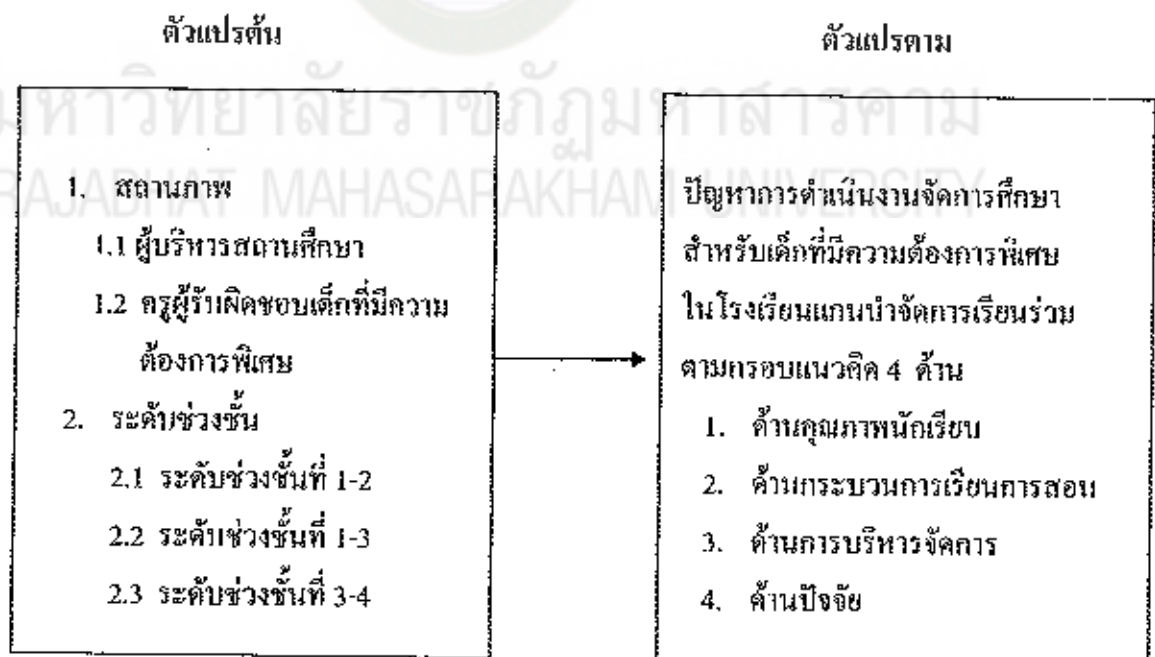 ตัวแปรต้น
ตัวแปรตาม
มหาวิทยาลัยราชภัฏมหาสารคาม
RAJABHAT MAHASARAKHAM UNIVERSITY
1. สถานภาพ
1.1 ผู้บริหารสถานศึกษา
1.2 ครูผู้รับผิดชอบเด็กที่มีความ
ต้องการพิเศษ
2. ระดับช่วงชั้น
2.1 ระดับช่วงชั้นที่ 1-2
2.2 ระดับช่วงชั้นที่ 1-3
2.3 ระดับช่วงชั้นที่ 3-4
ปัญหาการดำเนินงานจัดการศึกษา
สำหรับเด็กที่มีความต้องการพิเศษ
ในโรงเรียนแกนนำจัดการเรียนร่วม
ตามกรอบแนวคิด 4 ด้าน
1. ด้านคุณภาพนักเรียน
2. ด้านกระบวนการเรียนการสอน
3. ด้านการบริหารจัดการ
4. ด้านปัจจัย